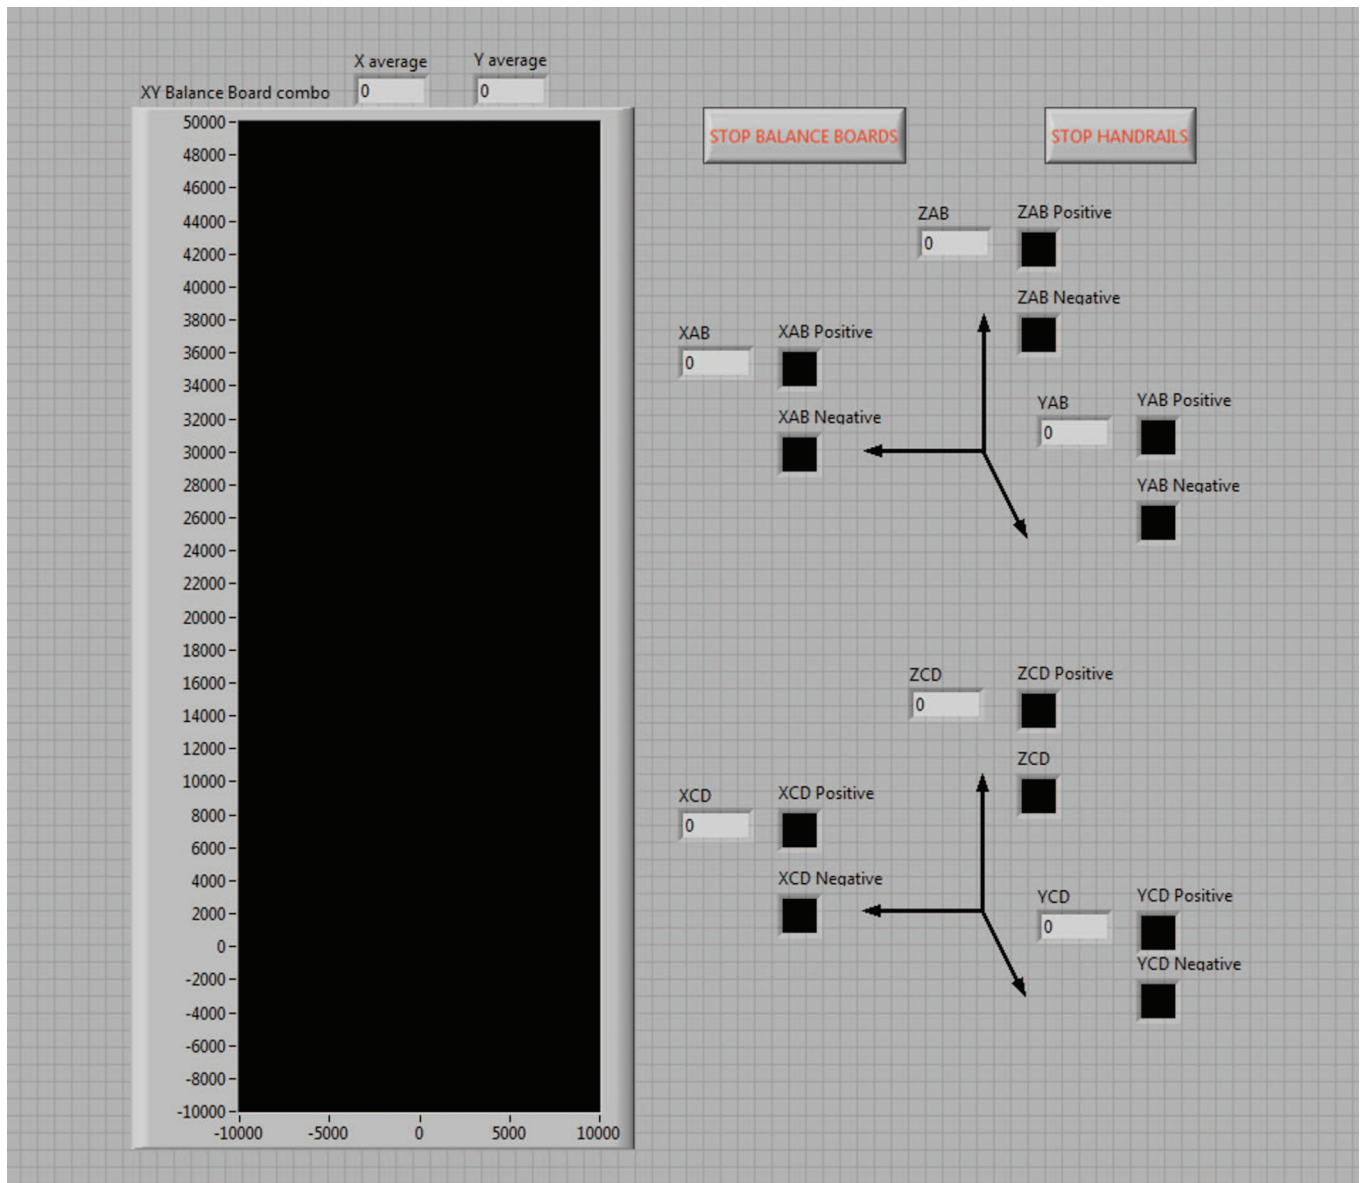 X average
Y average
XY Balance Board combo
0
0
50000
48000
46000
44000
42000
40000
38000
36000
34000
32000
30000
28000
26000
24000
22000
20000
18000
16000
14000
12000
10000
8000
6000
4000
2000
0
-2000
-4000
-6000
-8000
-10000
-10000 -5000 0 5000 10000
STOP BALANCE BOARDS
STOP HANDRAILS
ZAB
0
ZAB Positive
ZAB Negative
XAB
0
XAB Positive
XAB Negative
YAB
0
YAB Positive
YAB Negative
ZCD
0
ZCD Positive
ZCD
XCD
0
XCD Positive
XCD Negative
YCD
0
YCD Positive
YCD Negative